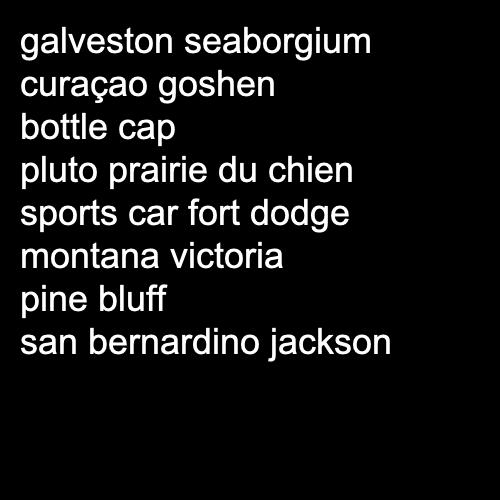 galveston seaborgium
curaçao goshen
bottle cap
pluto prairie du chien
sports car fort dodge
montana victoria
pine bluff
san bernardino jackson